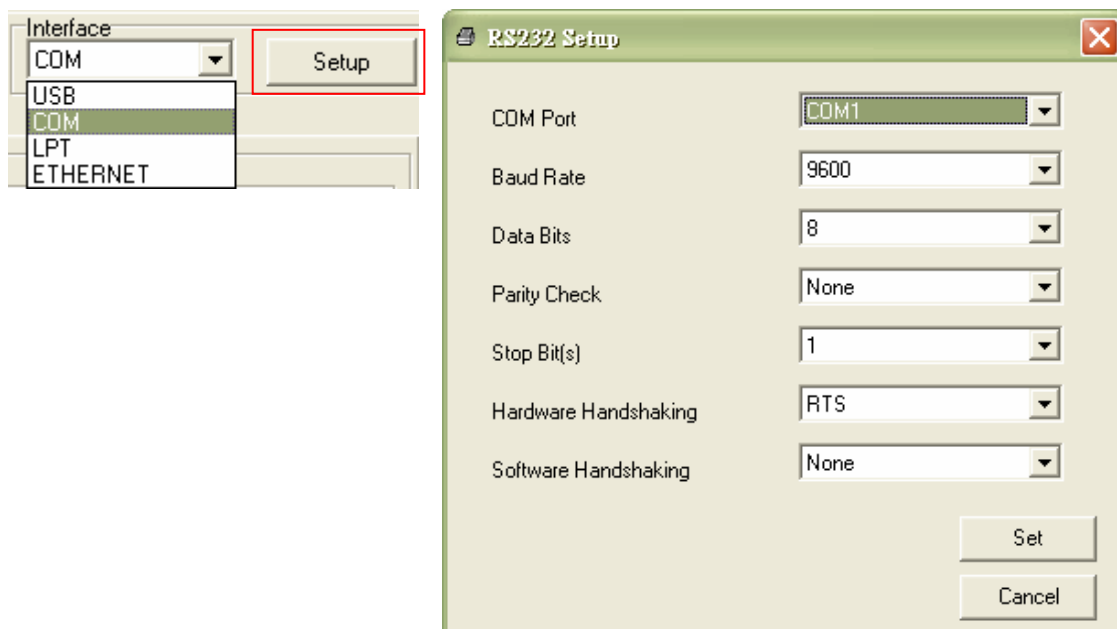 Interface
COM
Setup
USB
COM
LPT
ETHERNET
RS232 Setup
COM Port COM1
Baud Rate 9600
Data Bits 8
Parity Check None
Stop Bit(s) 1
Hardware Handshaking RTS
Software Handshaking None
Set
Cancel